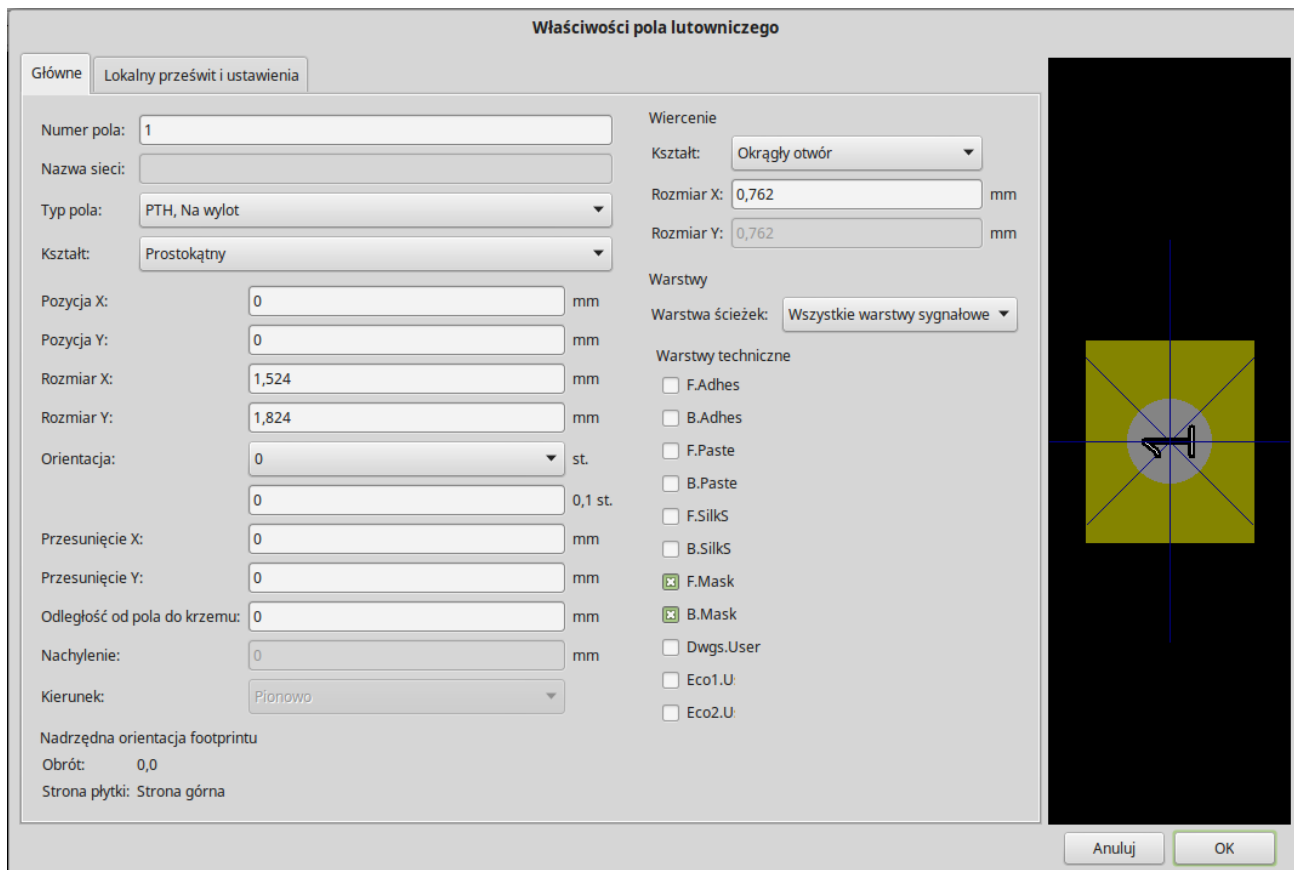 Właściwości pola lutowniczego
Główne
Lokalny prześwit i ustawienia
Numer pola: 1
Nazwa sieci:
Typ pola: PTH, Na wylot
Kształt: Prostokątny
Pozycja X: 0 mm
Pozycja Y: 0 mm
Rozmiar X: 1,524 mm
Rozmiar Y: 1,824 mm
Orientacja: 0 st.
0 0,1 st.
Przesunięcie X: 0 mm
Przesunięcie Y: 0 mm
Odległość od pola do krzemu: 0 mm
Nachylenie: 0 mm
Kierunek: Pionowo
Nadrzędna orientacja footprintu
Obrót: 0,0
Strona płytki: Strona górna
Wiercenie
Kształt: Okrągły otwór
Rozmiar X: 0,762 mm
Rozmiar Y: 0,762 mm
Warstwy
Warstwa ścieżek: Wszystkie warstwy sygnałowe
Warstwy techniczne
F.Adhes
B.Adhes
F.Paste
B.Paste
F.SilkS
B.SilkS
F.Mask
B.Mask
Dwgs.User
Eco1.U
Eco2.U
1
Anuluj
OK